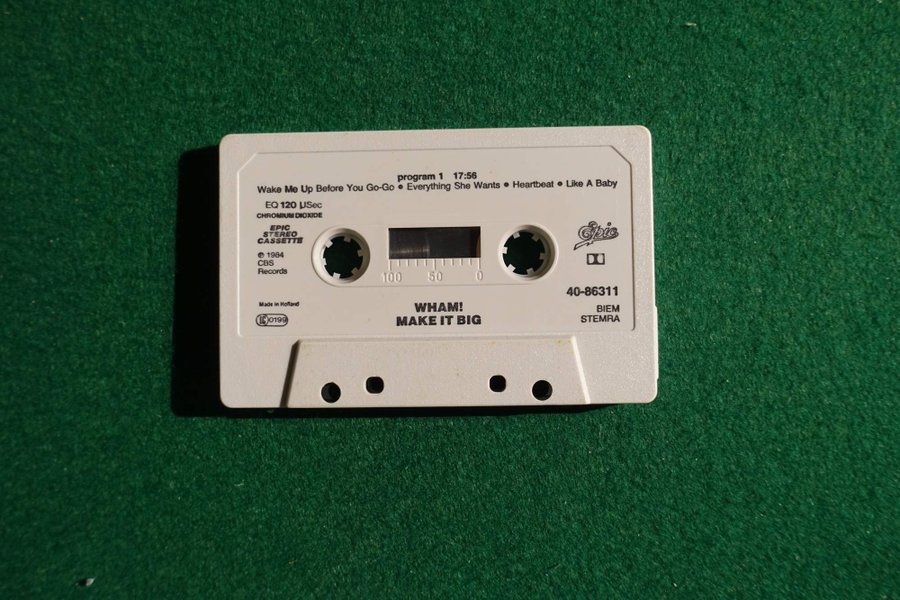 program 1 17:56
Wake Me Up Before You Go-Go • Everything She Wants • Heartbeat • Like A Baby
EQ 120 µSec
CHROMIUM DIOXIDE
EPIC
STEREO
CASSETTE
℗ 1984
CBS
Records
Epic
100 50 0
40-86311
Made in Holland
WHAM!
MAKE IT BIG
BIEM
STEMRA
LC 0199